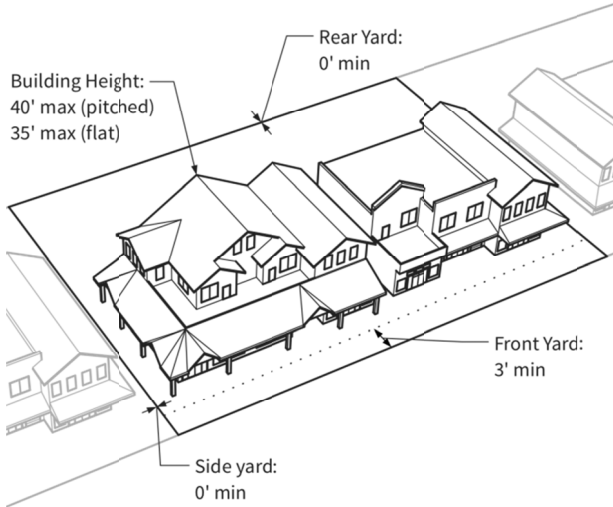 Rear Yard:
0' min
Building Height:
40' max (pitched)
35' max (flat)
Front Yard:
3' min
Side yard:
0' min